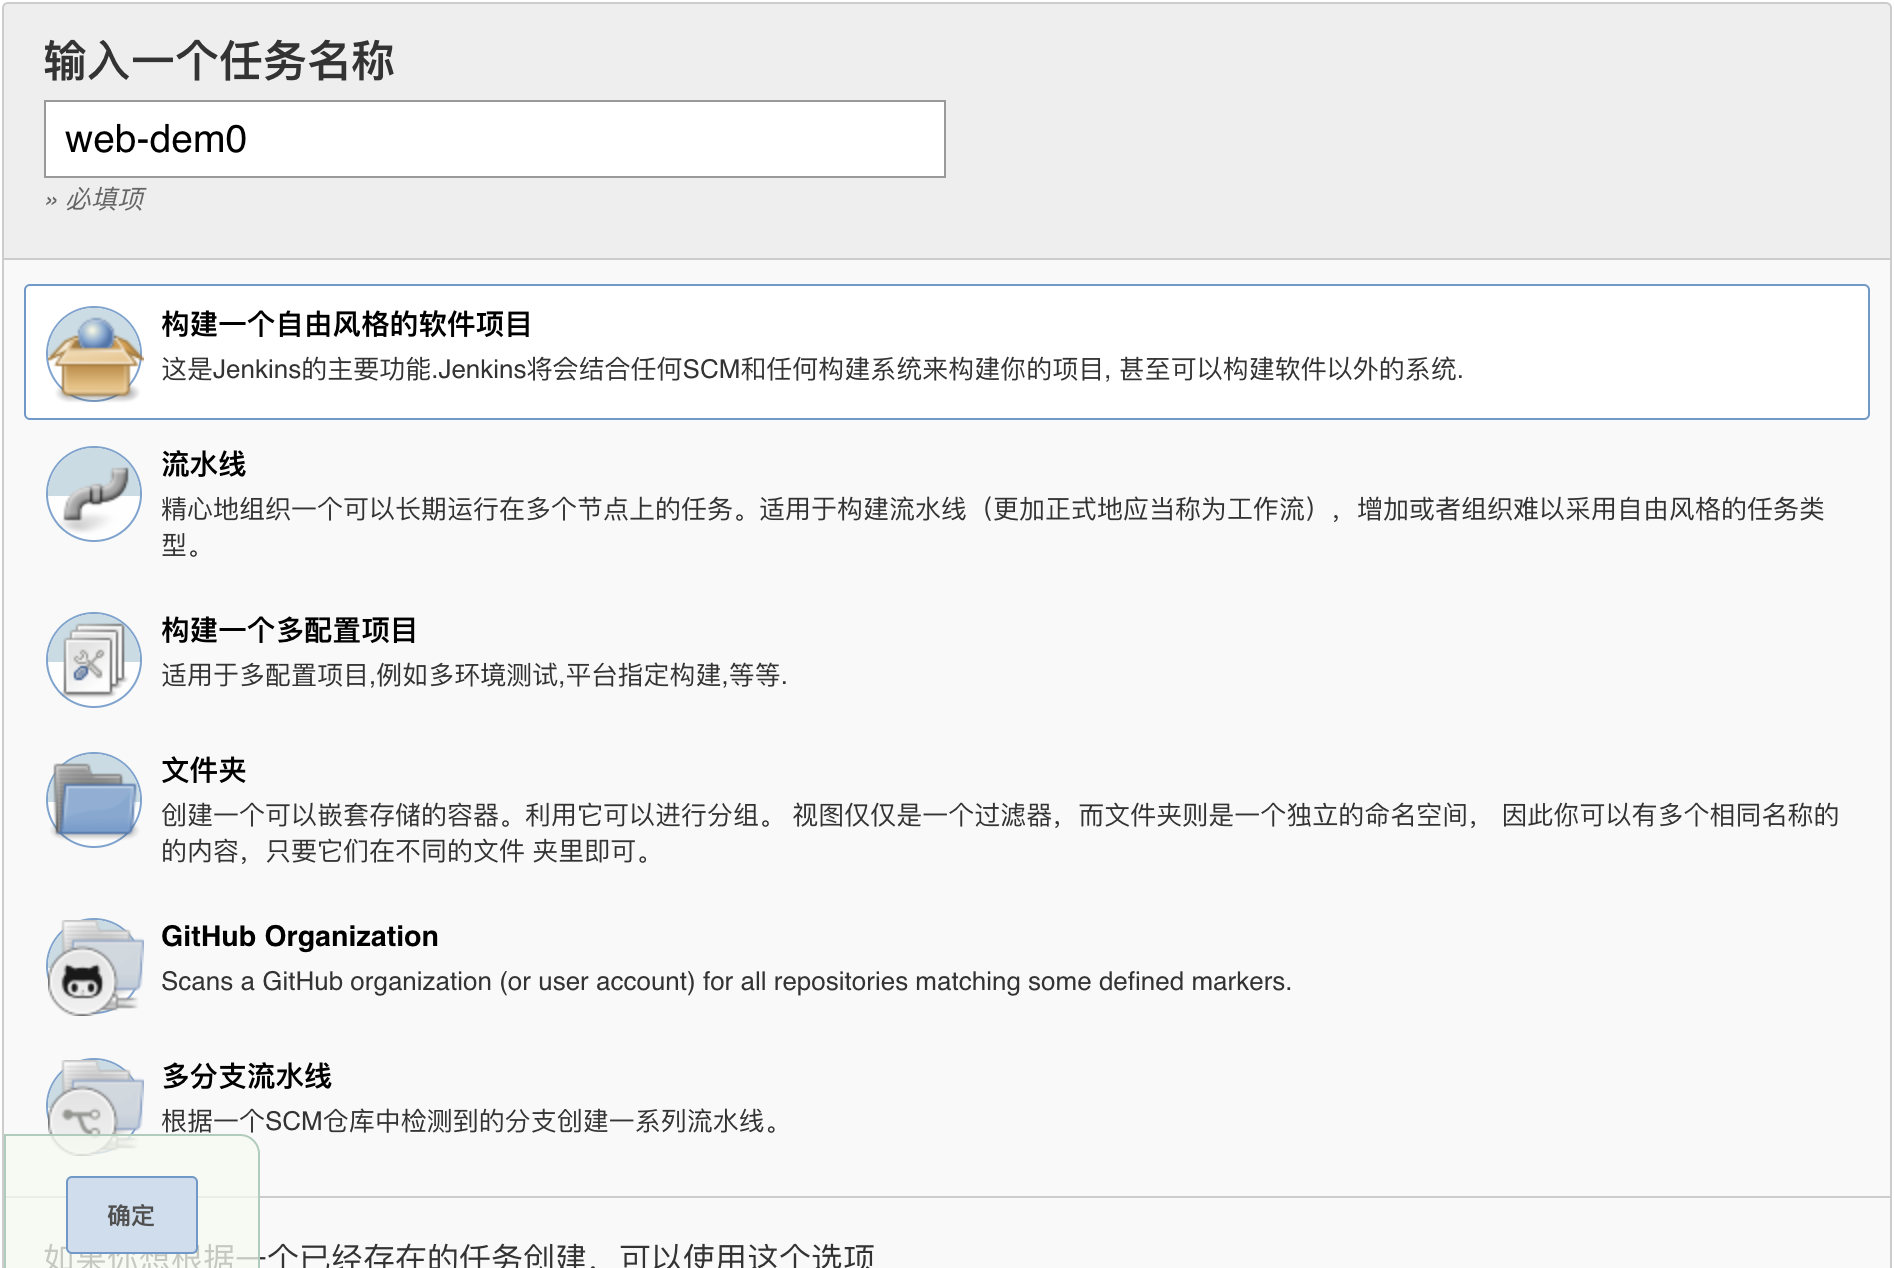 输入一个任务名称
web-dem0
» 必填项
构建一个自由风格的软件项目
这是Jenkins的主要功能.Jenkins将会结合任何SCM和任何构建系统来构建你的项目, 甚至可以构建软件以外的系统.
流水线
精心地组织一个可以长期运行在多个节点上的任务。适用于构建流水线（更加正式地应当称为工作流），增加或者组织难以采用自由风格的任务类
型。
构建一个多配置项目
适用于多配置项目,例如多环境测试,平台指定构建,等等.
文件夹
创建一个可以嵌套存储的容器。利用它可以进行分组。 视图仅仅是一个过滤器，而文件夹则是一个独立的命名空间， 因此你可以有多个相同名称的
的内容，只要它们在不同的文件 夹里即可。
GitHub Organization
Scans a GitHub organization (or user account) for all repositories matching some defined markers.
多分支流水线
根据一个SCM仓库中检测到的分支创建一系列流水线。
确定
如果你想根据一个已经存在的任务创建，可以使用这个选项